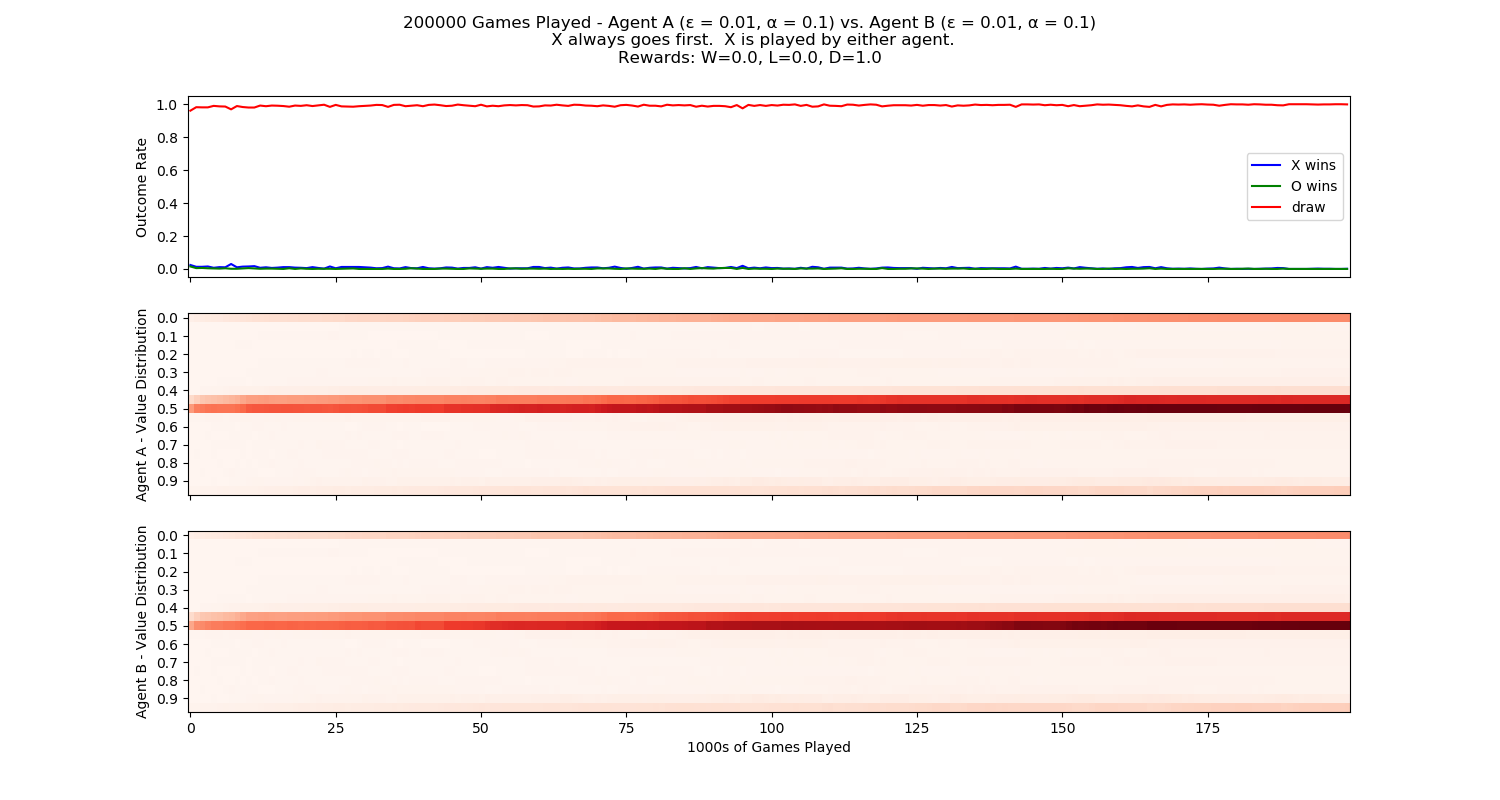 200000 Games Played - Agent A (ε = 0.01, α = 0.1) vs. Agent B (ε = 0.01, α = 0.1)
X always goes first.  X is played by either agent.
Rewards: W=0.0, L=0.0, D=1.0
Outcome Rate
1.0
0.8
0.6
0.4
0.2
0.0
X wins
O wins
draw
Agent A - Value Distribution
0.0
0.1
0.2
0.3
0.4
0.5
0.6
0.7
0.8
0.9
Agent B - Value Distribution
0.0
0.1
0.2
0.3
0.4
0.5
0.6
0.7
0.8
0.9
0 25 50 75 100 125 150 175
1000s of Games Played